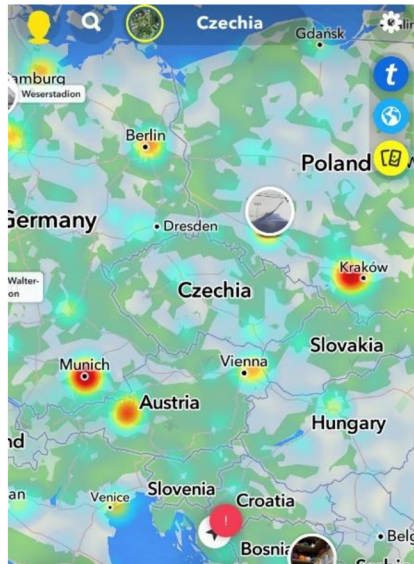 Czechia
Gdańsk
amburg
Weserstadion
t
Berlin
Poland
Germany
Dresden
Kraków
Walter-
on
Czechia
Slovakia
Munich
Vienna
Austria
Hungary
nd
an
Venice
Slovenia
Croatia
!
Bosnia
Belg